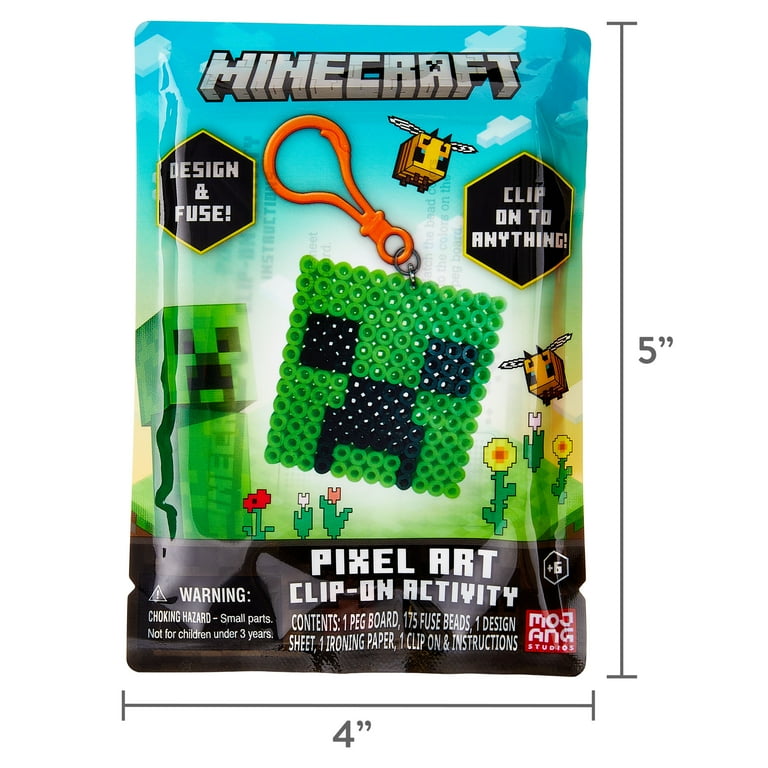 MINECRAFT
DESIGN
&
FUSE!
CLIP
ON TO
ANYTHING!
5”
PIXEL ART
CLIP-ON ACTIVITY
+6
WARNING:
CHOKING HAZARD – Small parts.
Not for children under 3 years.
CONTENTS: 1 PEG BOARD, 175 FUSE BEADS, 1 DESIGN
SHEET, 1 IRONING PAPER, 1 CLIP ON & INSTRUCTIONS
MOJ
ANG
STUDIOS
4”